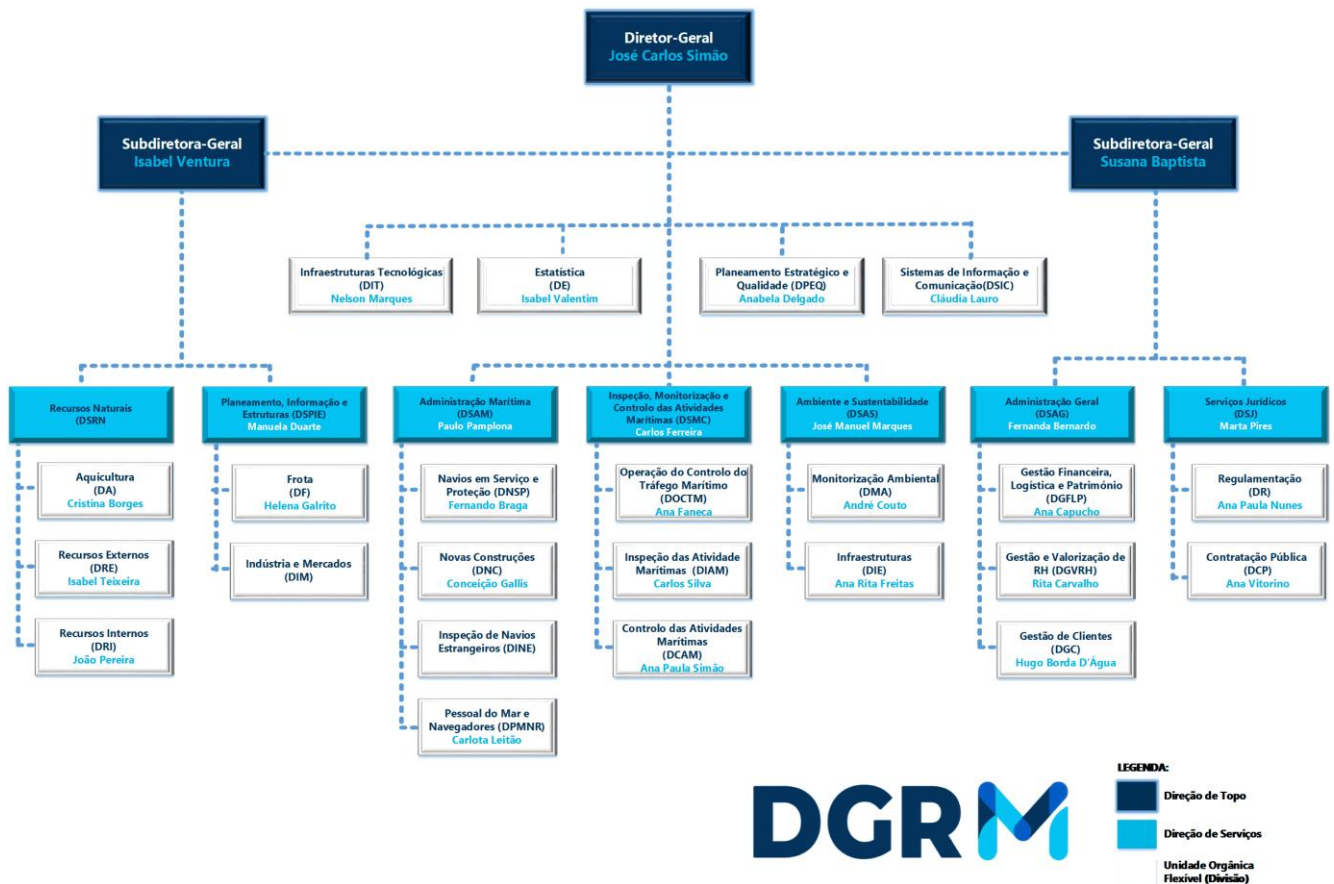 Diretor-Geral
José Carlos Simão
Subdiretora-Geral
Isabel Ventura
Subdiretora-Geral
Susana Baptista
Infraestruturas Tecnológicas
(DIT)
Nelson Marques
Estatística
(DE)
Isabel Valentim
Planeamento Estratégico e
Qualidade (DPEQ)
Anabela Delgado
Sistemas de Informação e
Comunicação(DSIC)
Cláudia Lauro
Recursos Naturais
(DSRN
Planeamento, Informação e
Estruturas (DSPIE)
Manuela Duarte
Administração Marítima
(DSAM)
Paulo Pamplona
Inspeção, Monitorização e
Controlo das Atividades
Marítimas (DSMC)
Carlos Ferreira
Ambiente e Sustentabilidade
(DSAS)
José Manuel Marques
Administração Geral
(DSAG)
Fernanda Bernardo
Serviços Jurídicos
(DSJ)
Marta Pires
Aquicultura
(DA)
Cristina Borges
Recursos Externos
(DRE)
Isabel Teixeira
Recursos Internos
(DRI)
João Pereira
Frota
(DF)
Helena Galrito
Indústria e Mercados
(DIM)
Navios em Serviço e
Proteção (DNSP)
Fernando Braga
Novas Construções
(DNC)
Conceição Gallis
Inspeção de Navios
Estrangeiros (DINE)
Pessoal do Mar e
Navegadores (DPMNR)
Carlota Leitão
Operação do Controlo do
Tráfego Marítimo
(DOCTM)
Ana Faneca
Inspeção das Atividade
Marítimas (DIAM)
Carlos Silva
Controlo das Atividades
Marítimas
(DCAM)
Ana Paula Simão
Monitorização Ambiental
(DMA)
André Couto
Infraestruturas
(DIE)
Ana Rita Freitas
Gestão Financeira,
Logística e Património
(DGFLP)
Ana Capucho
Gestão e Valorização de
RH (DGVRH)
Rita Carvalho
Gestão de Clientes
(DGC)
Hugo Borda D'Água
Regulamentação
(DR)
Ana Paula Nunes
Contratação Pública
(DCP)
Ana Vitorino
DGRM
LEGENDA:
Direção de Topo
Direção de Serviços
Unidade Orgânica
Flexível (Divisão)